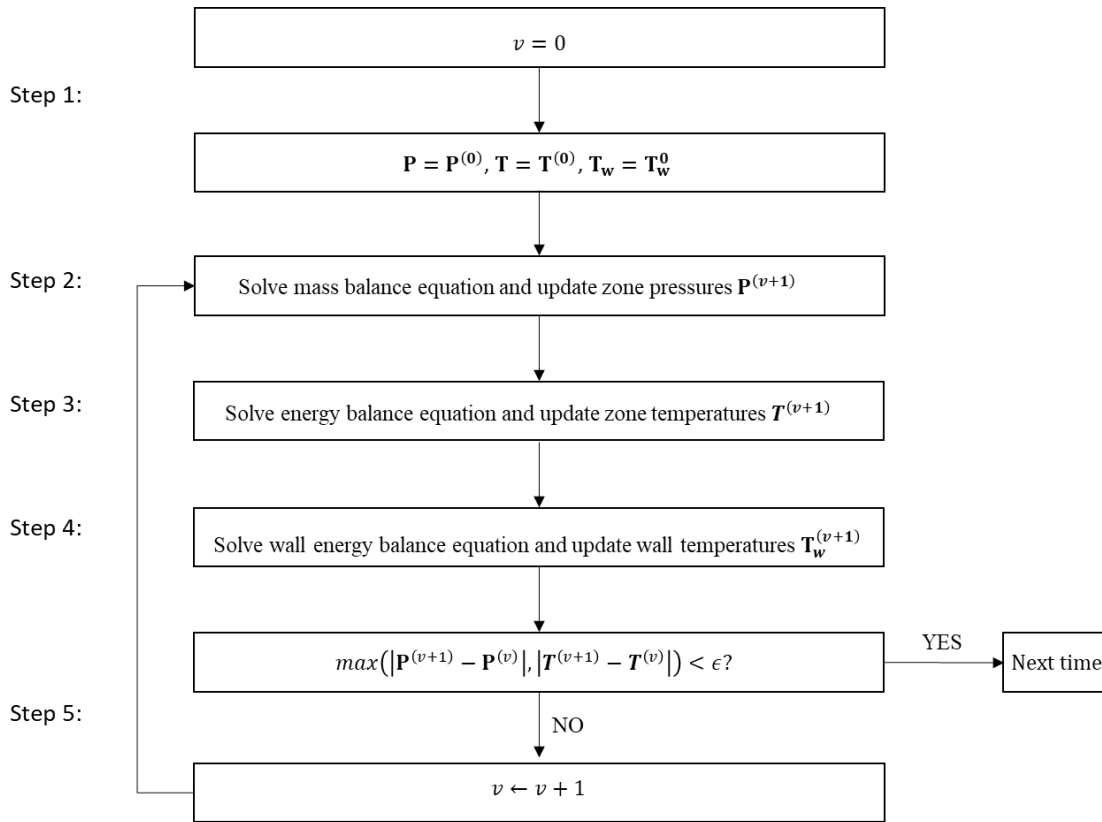 v = 0
Step 1:
P = P^(0), T = T^(0), T_w = T_w^0
Step 2:
Solve mass balance equation and update zone pressures P^(v+1)
Step 3:
Solve energy balance equation and update zone temperatures T^(v+1)
Step 4:
Solve wall energy balance equation and update wall temperatures T_w^(v+1)
max(|P^(v+1) − P^(v)|, |T^(v+1) − T^(v)|) < ϵ?
YES
Next time
Step 5:
NO
v ← v + 1